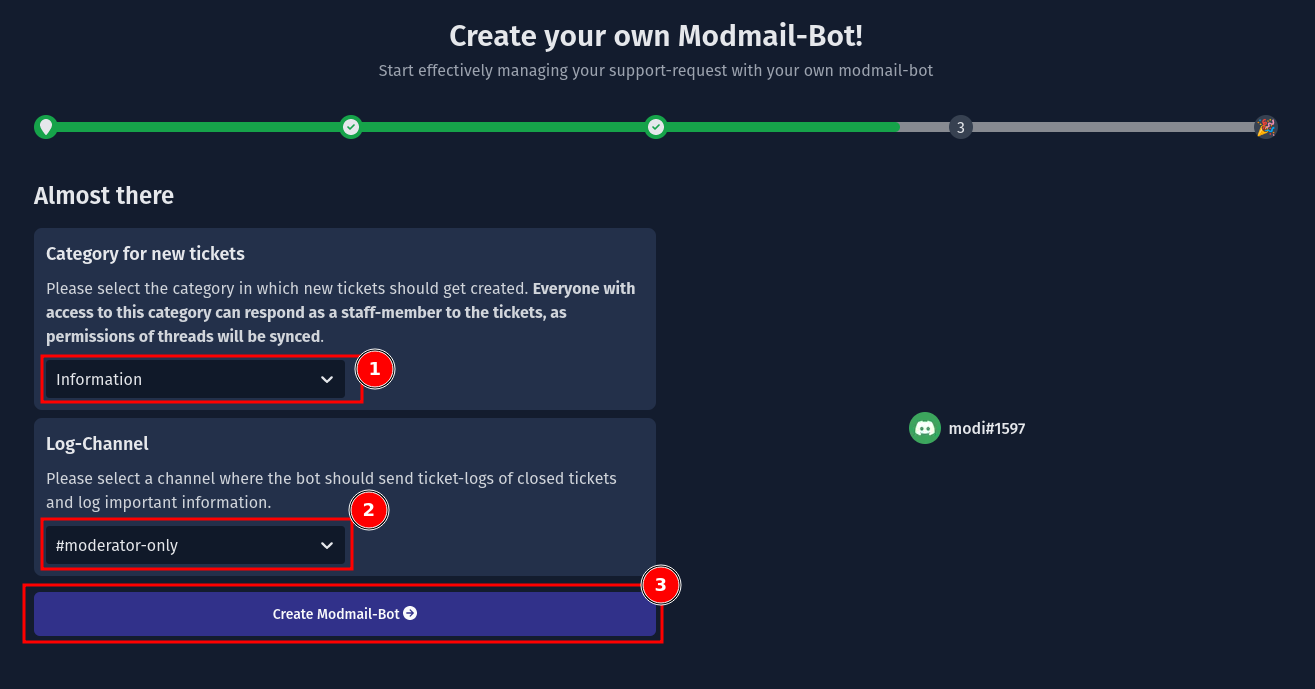 Create your own Modmail-Bot!
Start effectively managing your support-request with your own modmail-bot
3
Almost there
Category for new tickets
Please select the category in which new tickets should get created. Everyone with
access to this category can respond as a staff-member to the tickets, as
permissions of threads will be synced.
1
Information
Log-Channel
Please select a channel where the bot should send ticket-logs of closed tickets
and log important information.
2
#moderator-only
3
Create Modmail-Bot
modi#1597